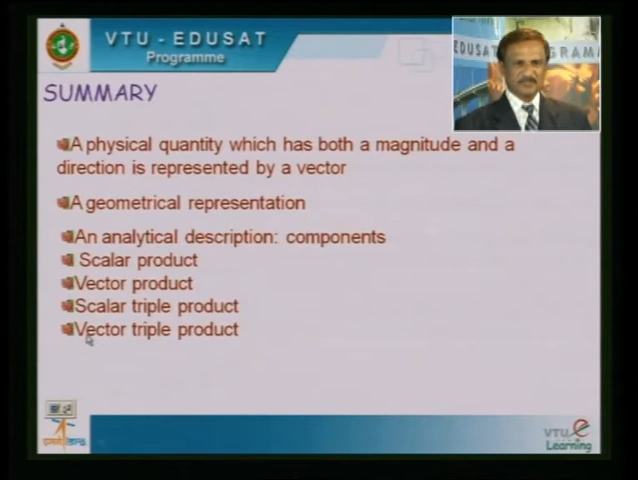 VTU - EDUSAT
Programme
EDUSAT
SUMMARY
A physical quantity which has both a magnitude and a
direction is represented by a vector
A geometrical representation
An analytical description: components
Scalar product
Vector product
Scalar triple product
Vector triple product
VTU e
Learning